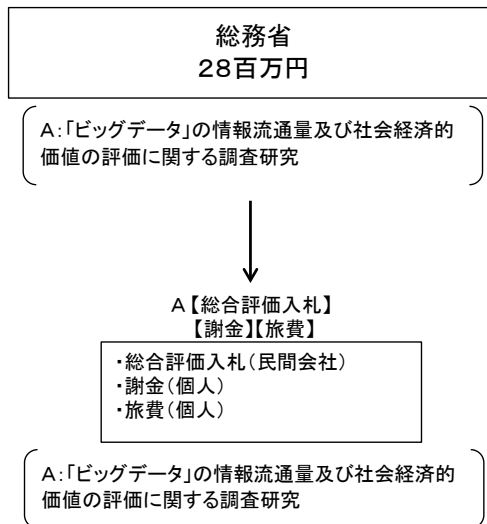 総務省
28百万円
A:「ビッグデータ」の情報流通量及び社会経済的
価値の評価に関する調査研究
A【総合評価入札】
【謝金】【旅費】
・総合評価入札(民間会社)
・謝金(個人)
・旅費(個人)
A:「ビッグデータ」の情報流通量及び社会経済的
価値の評価に関する調査研究